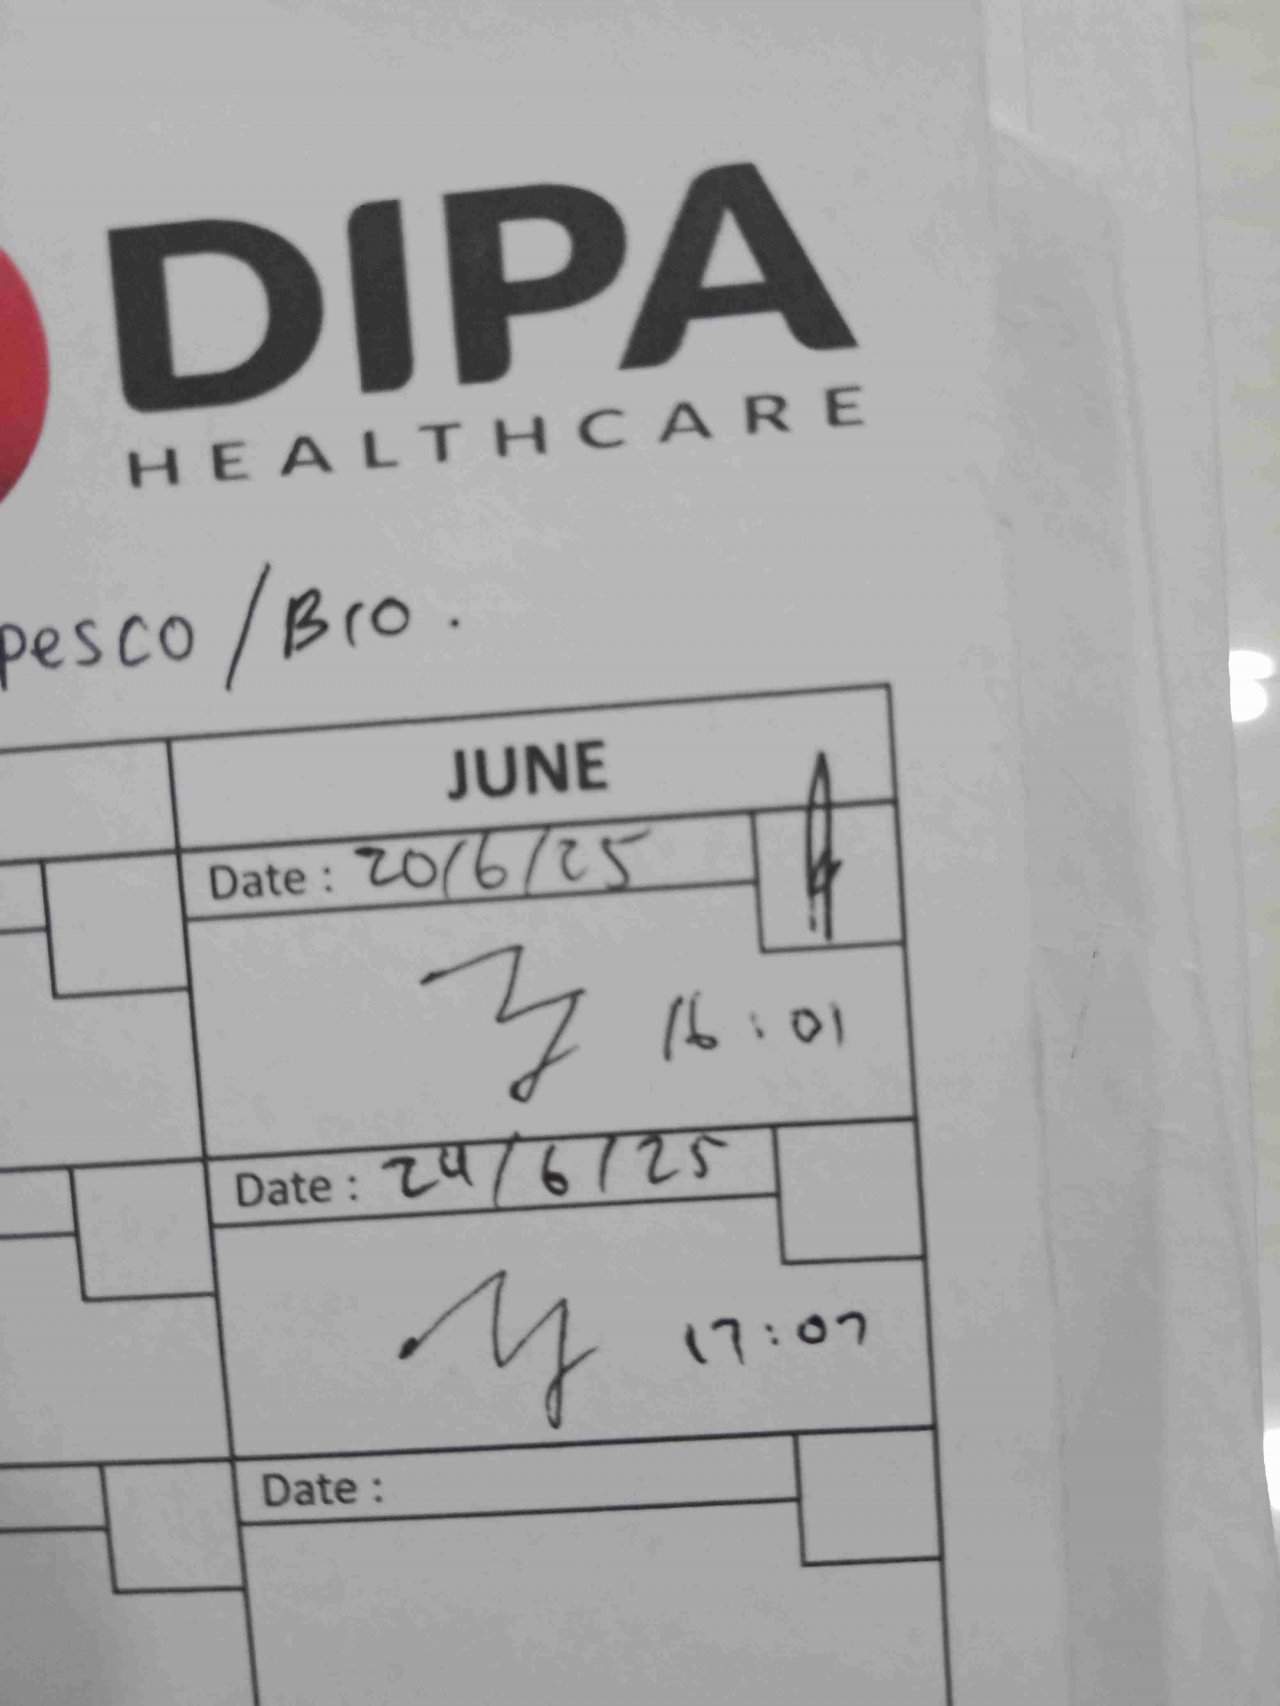 DIPA
HEALTHCARE
pesco / Bro.
JUNE
Date : 20/6/25
16 : 01
Date : 24/6/25
17:07
Date :